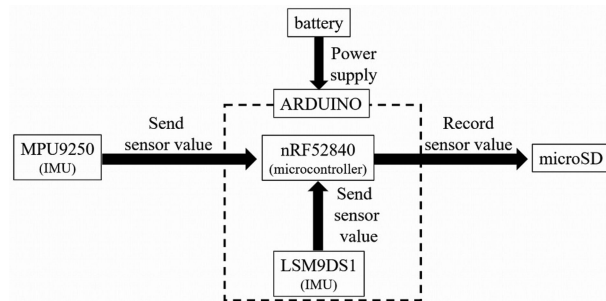 battery
Power
supply
ARDUINO
Send
sensor value
Record
sensor value
MPU9250
(IMU)
nRF52840
(microcontroller)
microSD
Send
sensor
value
LSM9DS1
(IMU)